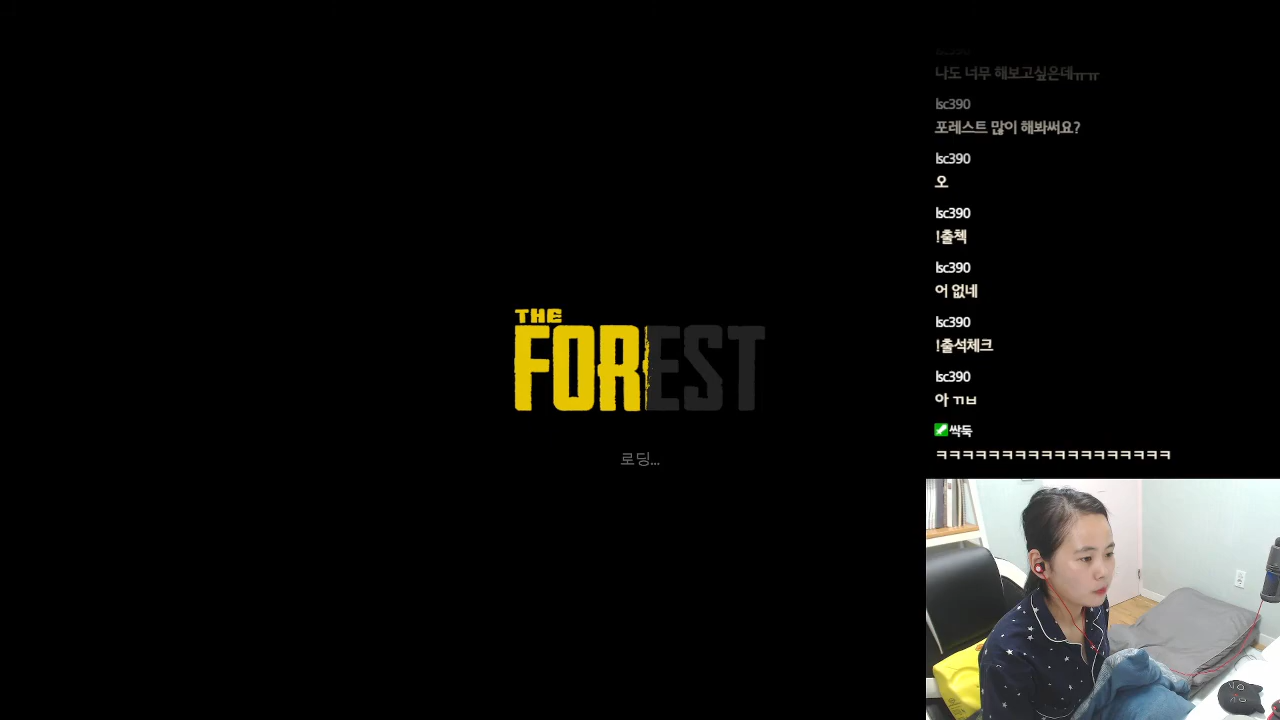 THE
FOREST
로딩...
나도 너무 해보고싶은데ㅠㅠ
lsc390
포레스트 많이 해봐써요?
lsc390
오
lsc390
!출첵
lsc390
어 없네
lsc390
!출석체크
lsc390
아 ㄲㅂ
싹둑
ㅋㅋㅋㅋㅋㅋㅋㅋㅋㅋㅋㅋㅋㅋㅋㅋㅋㅋ